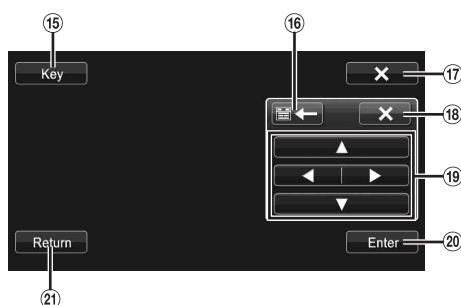 ⑮ ⑯
Key ⑰
⑱
⑲
Return Enter ⑳
㉑